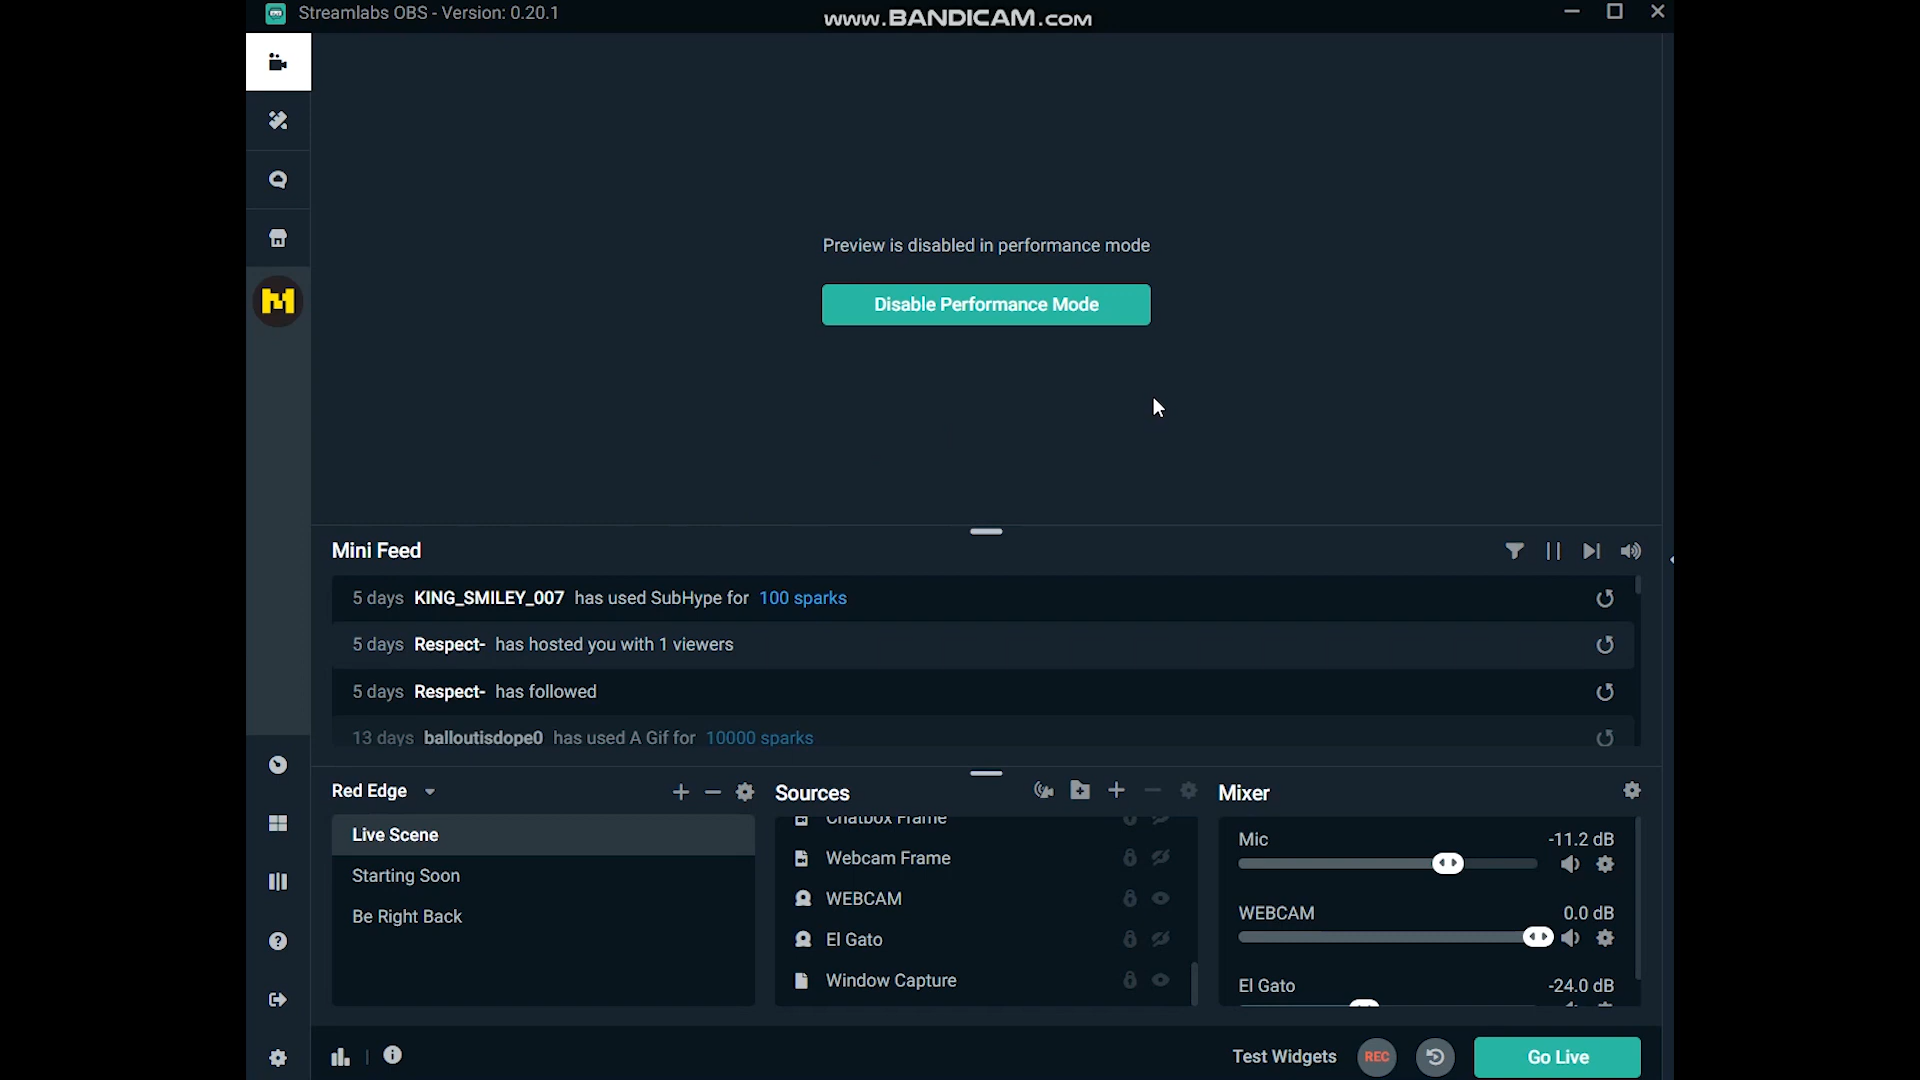 Streamlabs OBS - Version: 0.20.1
www.BANDICAM.com
Preview is disabled in performance mode
Disable Performance Mode
Mini Feed
5 days KING_SMILEY_007 has used SubHype for 100 sparks
5 days Respect- has hosted you with 1 viewers
5 days Respect- has followed
13 days balloutisdope0 has used A Gif for 10000 sparks
Red Edge
Live Scene
Starting Soon
Be Right Back
Sources
Chatbox Frame
Webcam Frame
WEBCAM
El Gato
Window Capture
Mixer
Mic -11.2 dB
WEBCAM 0.0 dB
El Gato -24.0 dB
Test Widgets REC Go Live